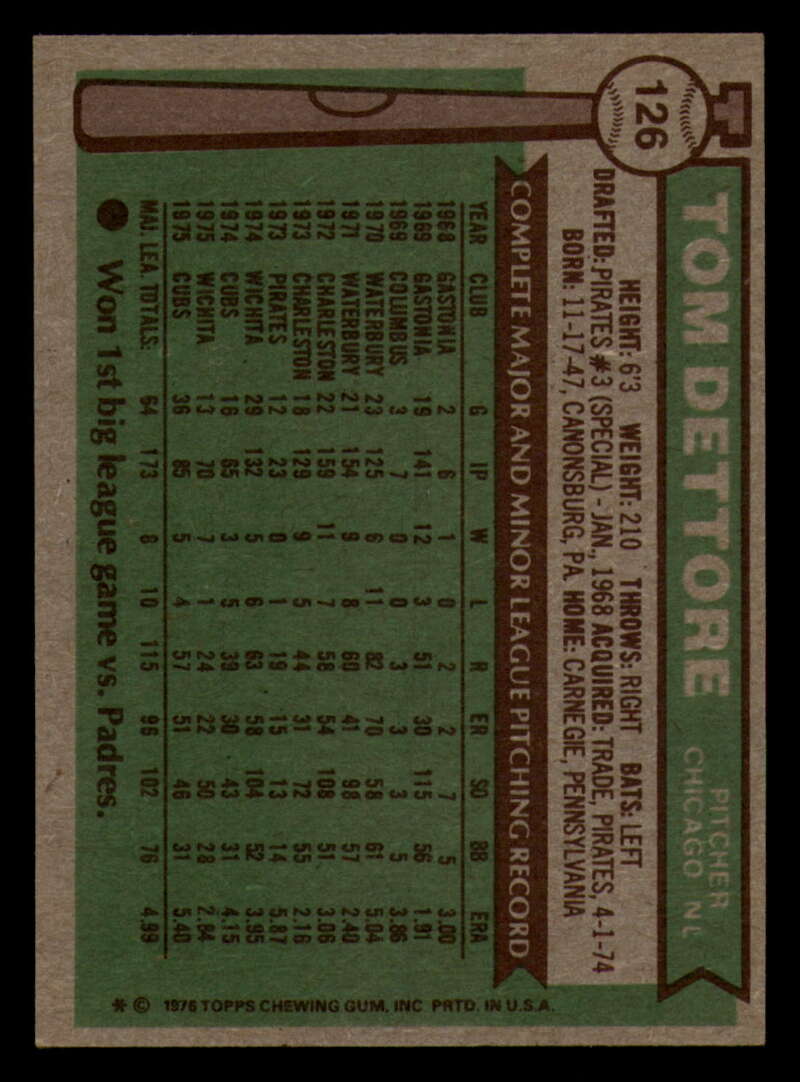 126
TOM DETTORE
PITCHER
CHICAGO NL
HEIGHT: 6'3 WEIGHT: 210 THROWS: RIGHT BATS: LEFT
DRAFTED: PIRATES #3 (SPECIAL) - JAN., 1968 ACQUIRED: TRADE, PIRATES, 4-1-74
BORN: 11-17-47, CANONSBURG, PA. HOME: CARNEGIE, PENNSYLVANIA
COMPLETE MAJOR AND MINOR LEAGUE PITCHING RECORD
YEAR CLUB G IP W L R ER SO BB ERA
1968 GASTONIA 2 6 1 0 2 2 7 5 3.00
1969 GASTONIA 19 141 12 3 51 30 115 56 1.91
1969 COLUMBUS 3 7 0 0 3 3 3 5 3.86
1970 WATERBURY 23 125 6 11 82 70 58 61 5.04
1971 WATERBURY 21 154 9 8 60 41 98 57 2.40
1972 CHARLESTON 22 159 11 7 58 54 108 51 3.06
1973 CHARLESTON 18 129 9 5 44 31 72 55 2.16
1973 PIRATES 12 23 0 1 19 15 13 14 5.87
1974 WICHITA 29 132 5 6 63 58 104 52 3.95
1974 CUBS 16 65 3 5 39 30 43 31 4.15
1975 WICHITA 13 70 7 1 24 22 50 28 2.84
1975 CUBS 36 85 5 4 57 51 46 31 5.40
MAJ. LEA. TOTALS: 64 173 8 10 115 96 102 76 4.99
● Won 1st big league game vs. Padres.
* © 1976 TOPPS CHEWING GUM, INC PRTD. IN U.S.A.